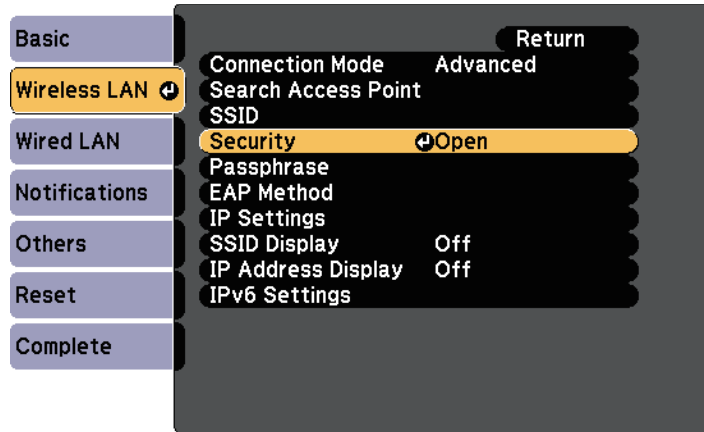 Basic
Wireless LAN
Wired LAN
Notifications
Others
Reset
Complete
Return
Connection Mode Advanced
Search Access Point
SSID
Security Open
Passphrase
EAP Method
IP Settings
SSID Display Off
IP Address Display Off
IPv6 Settings